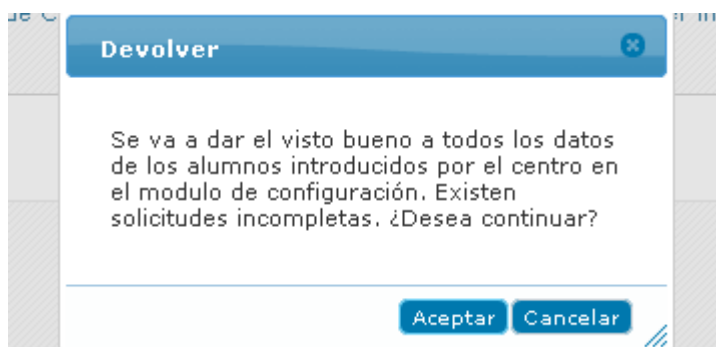 Devolver
Se va a dar el visto bueno a todos los datos
de los alumnos introducidos por el centro en
el modulo de configuración. Existen
solicitudes incompletas. ¿Desea continuar?
Aceptar Cancelar